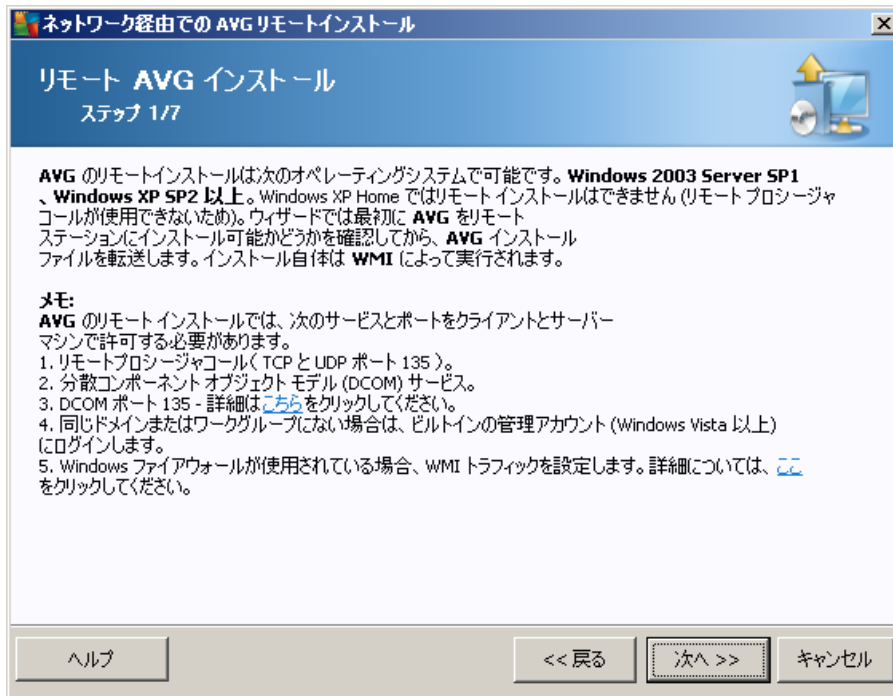 ネットワーク経由での AVG リモートインストール
リモート AVG インストール
ステップ 1/7
AVG のリモートインストールは次のオペレーティングシステムで可能です。Windows 2003 Server SP1
、Windows XP SP2 以上。Windows XP Home ではリモート インストールはできません (リモート プロシージャ
コールが使用できないため)。ウィザードでは最初に AVG をリモート
ステーションにインストール可能かどうかを確認してから、AVG インストール
ファイルを転送します。インストール自体は WMI によって実行されます。
メモ:
AVG のリモート インストールでは、次のサービスとポートをクライアントとサーバー
マシンで許可する必要があります。
1. リモートプロシージャコール（ TCP と UDP ポート 135 ）。
2. 分散コンポーネント オブジェクト モデル (DCOM) サービス。
3. DCOM ポート 135 - 詳細はこちらをクリックしてください。
4. 同じドメインまたはワークグループにない場合は、ビルトインの管理アカウント (Windows Vista 以上)
にログインします。
5. Windows ファイアウォールが使用されている場合、WMI トラフィックを設定します。詳細については、ここ
をクリックしてください。
ヘルプ
<< 戻る
次へ >>
キャンセル